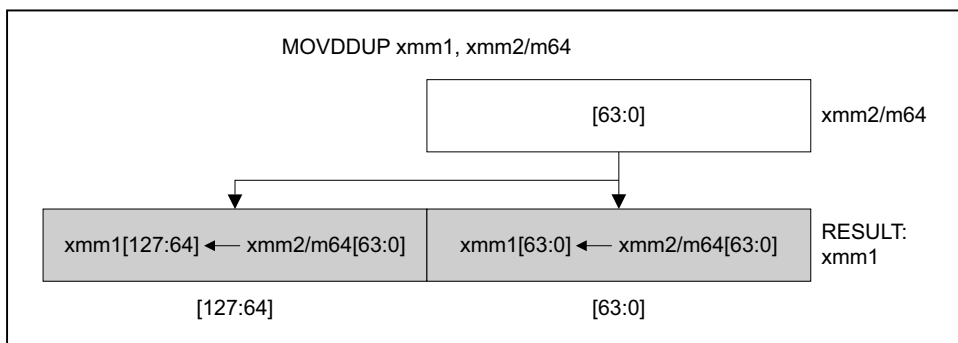 MOVDDUP xmm1, xmm2/m64
[63:0]
xmm2/m64
xmm1[127:64] ← xmm2/m64[63:0]
xmm1[63:0] ← xmm2/m64[63:0]
RESULT:
xmm1
[127:64]
[63:0]